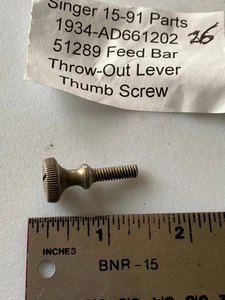 Singer 15-91 Parts
1934-AD661202 26
51289 Feed Bar
Throw-Out Lever
Thumb Screw
1 2
INCHES
BNR - 15